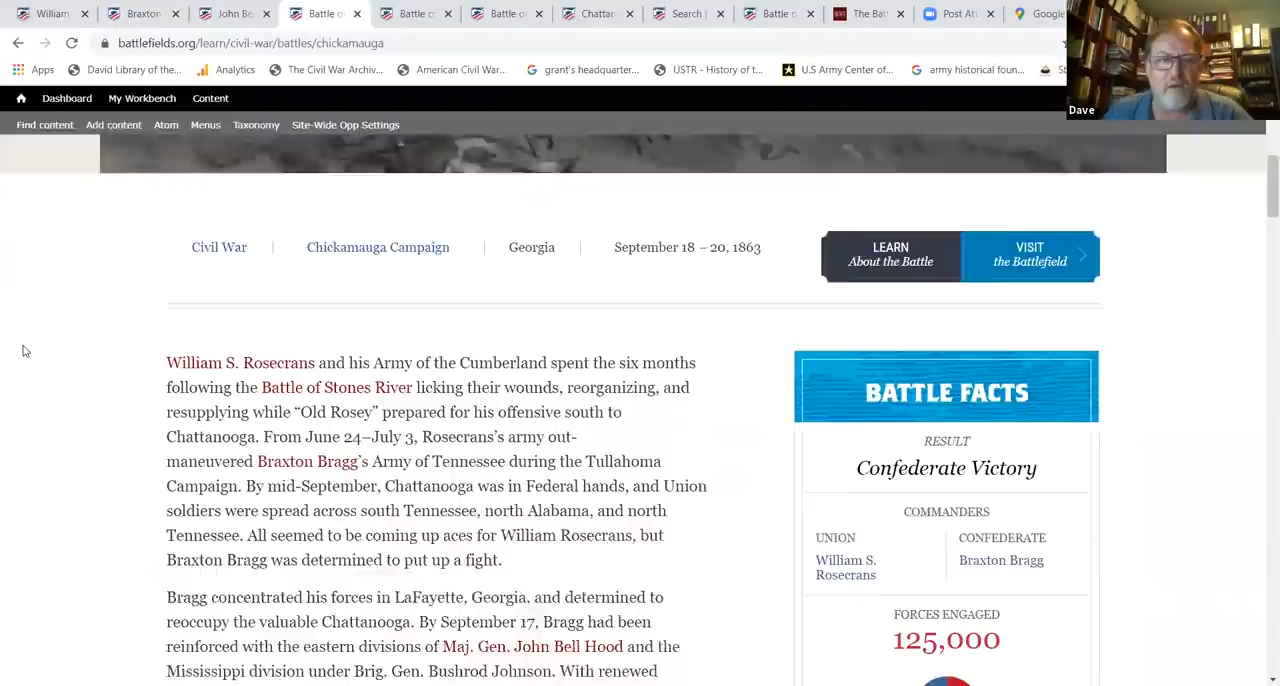 William
Braxton
John Be
Battle o
Battle o
Battle o
Chattan
Search |
Battle o
The Bat
Post Att
Google
battlefields.org/learn/civil-war/battles/chickamauga
Apps
David Library of the...
Analytics
The Civil War Archiv...
American Civil War...
grant's headquarter...
USTR - History of t...
U.S Army Center of...
army historical foun...
St
Dave
Dashboard
My Workbench
Content
Find content
Add content
Atom
Menus
Taxonomy
Site-Wide Opp Settings
Civil War
Chickamauga Campaign
Georgia
September 18 – 20, 1863
LEARN
About the Battle
VISIT
the Battlefield
William S. Rosecrans and his Army of the Cumberland spent the six months
following the Battle of Stones River licking their wounds, reorganizing, and
resupplying while “Old Rosey” prepared for his offensive south to
Chattanooga. From June 24–July 3, Rosecrans’s army out-
maneuvered Braxton Bragg’s Army of Tennessee during the Tullahoma
Campaign. By mid-September, Chattanooga was in Federal hands, and Union
soldiers were spread across south Tennessee, north Alabama, and north
Tennessee. All seemed to be coming up aces for William Rosecrans, but
Braxton Bragg was determined to put up a fight.
Bragg concentrated his forces in LaFayette, Georgia, and determined to
reoccupy the valuable Chattanooga. By September 17, Bragg had been
reinforced with the eastern divisions of Maj. Gen. John Bell Hood and the
Mississippi division under Brig. Gen. Bushrod Johnson. With renewed
BATTLE FACTS
RESULT
Confederate Victory
COMMANDERS
UNION
William S.
Rosecrans
CONFEDERATE
Braxton Bragg
FORCES ENGAGED
125,000